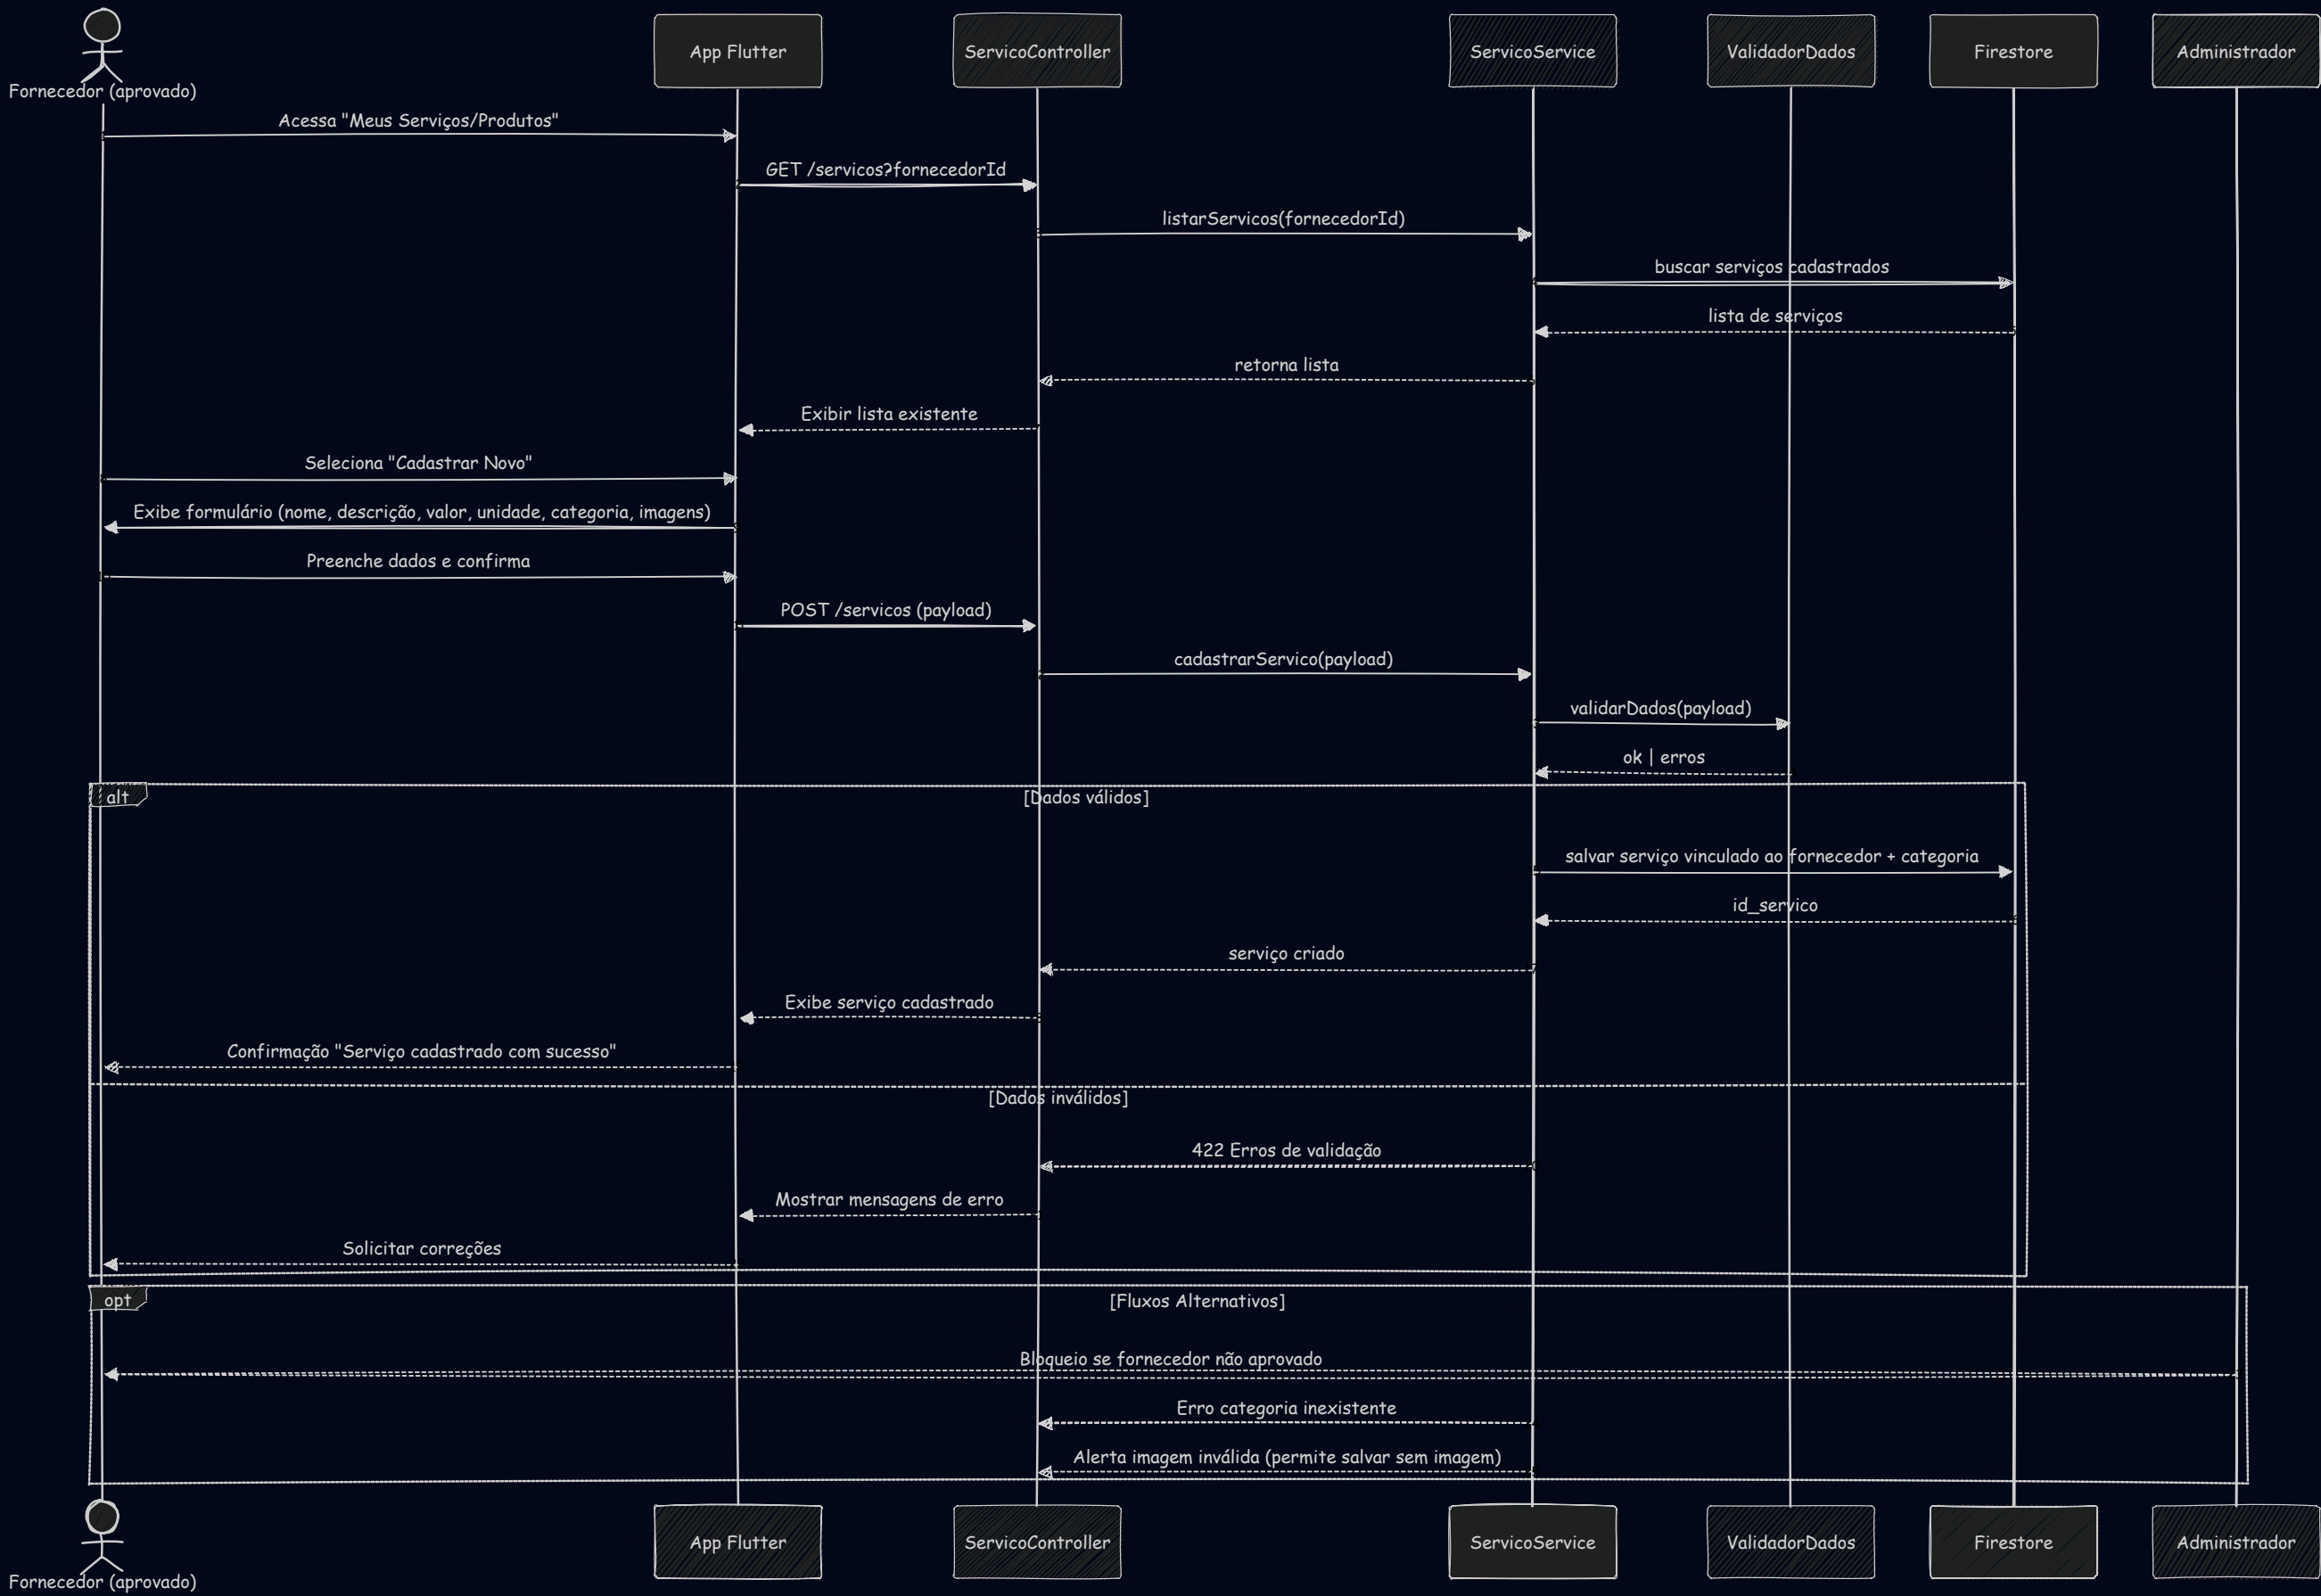 Fornecedor (aprovado)
App Flutter
ServicoController
ServicoService
ValidadorDados
Firestore
Administrador
Acessa "Meus Serviços/Produtos"
GET /servicos?fornecedorId
listarServicos(fornecedorId)
buscar serviços cadastrados
lista de serviços
retorna lista
Exibir lista existente
Seleciona "Cadastrar Novo"
Exibe formulário (nome, descrição, valor, unidade, categoria, imagens)
Preenche dados e confirma
POST /servicos (payload)
cadastrarServico(payload)
validarDados(payload)
ok | erros
alt
[Dados válidos]
salvar serviço vinculado ao fornecedor + categoria
id_servico
serviço criado
Exibe serviço cadastrado
Confirmação "Serviço cadastrado com sucesso"
[Dados inválidos]
422 Erros de validação
Mostrar mensagens de erro
Solicitar correções
opt
[Fluxos Alternativos]
Bloqueio se fornecedor não aprovado
Erro categoria inexistente
Alerta imagem inválida (permite salvar sem imagem)
Fornecedor (aprovado)
App Flutter
ServicoController
ServicoService
ValidadorDados
Firestore
Administrador